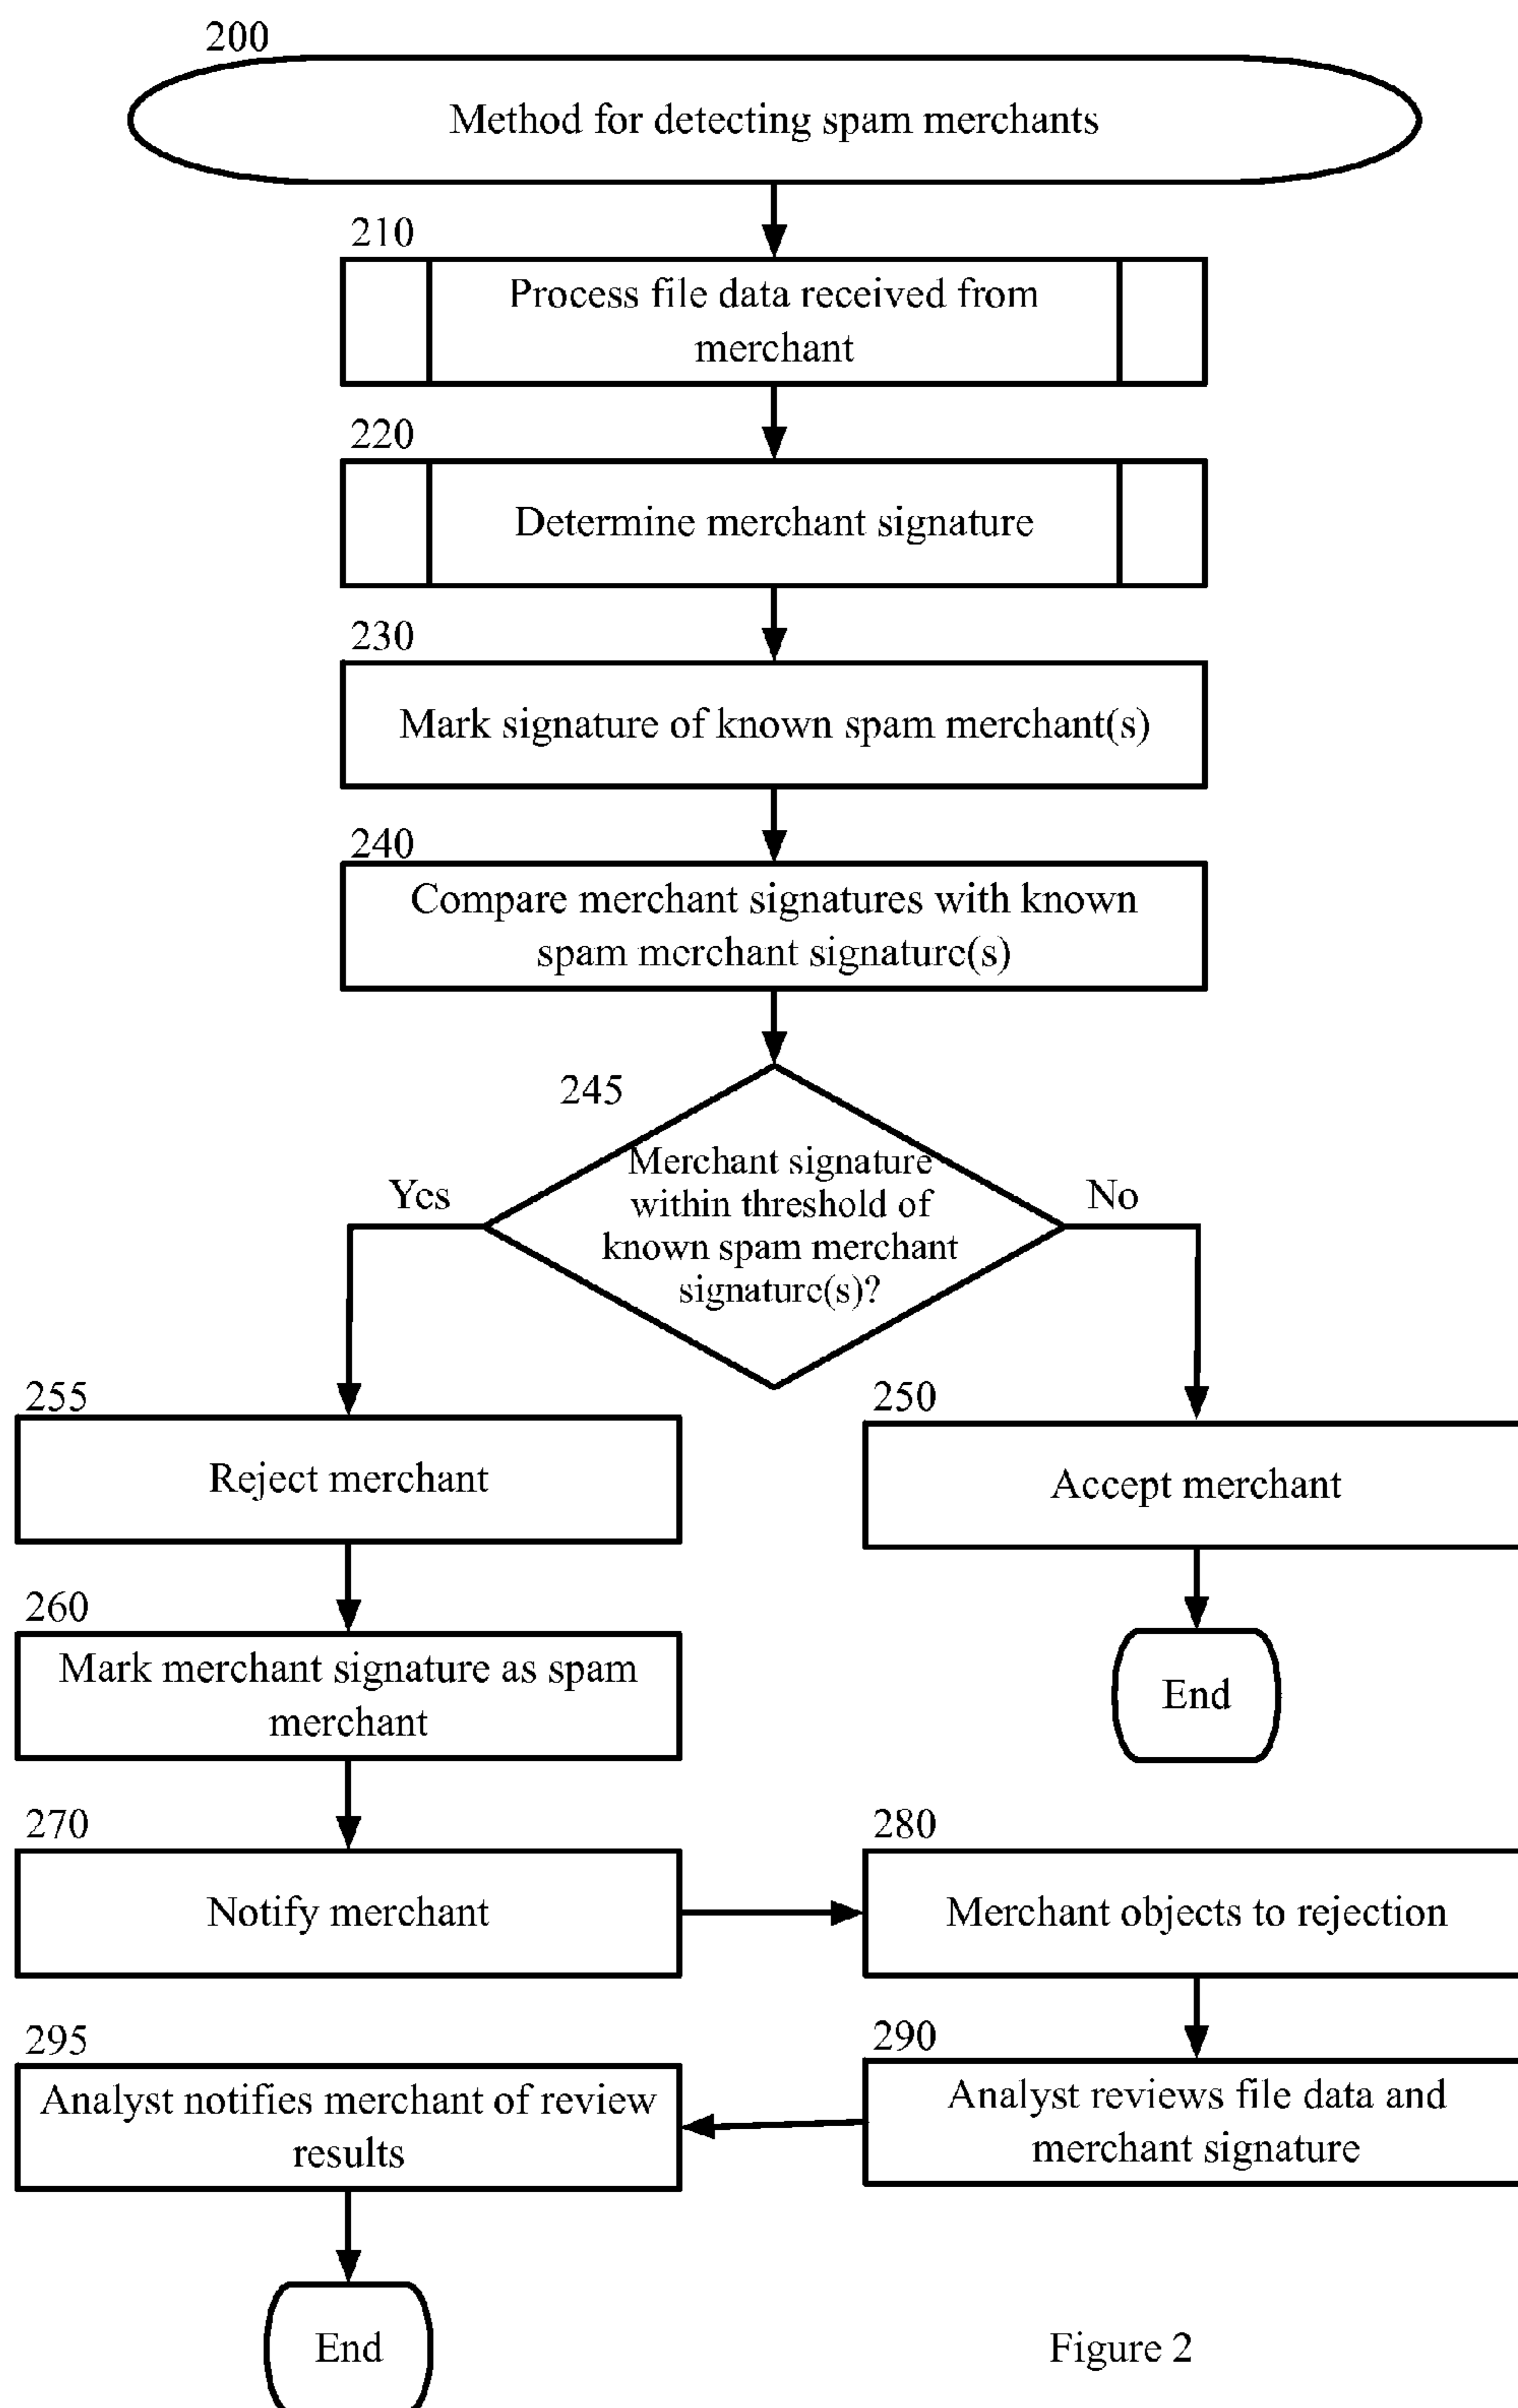 200
Method for detecting spam merchants
210
Process file data received from
merchant
220
Determine merchant signature
230
Mark signature of known spam merchant(s)
240
Compare merchant signatures with known
spam merchant signature(s)
245
Merchant signature
within threshold of
known spam merchant
signature(s)?
Yes
No
255
Reject merchant
250
Accept merchant
260
Mark merchant signature as spam
merchant
End
270
Notify merchant
280
Merchant objects to rejection
295
Analyst notifies merchant of review
results
290
Analyst reviews file data and
merchant signature
End
Figure 2